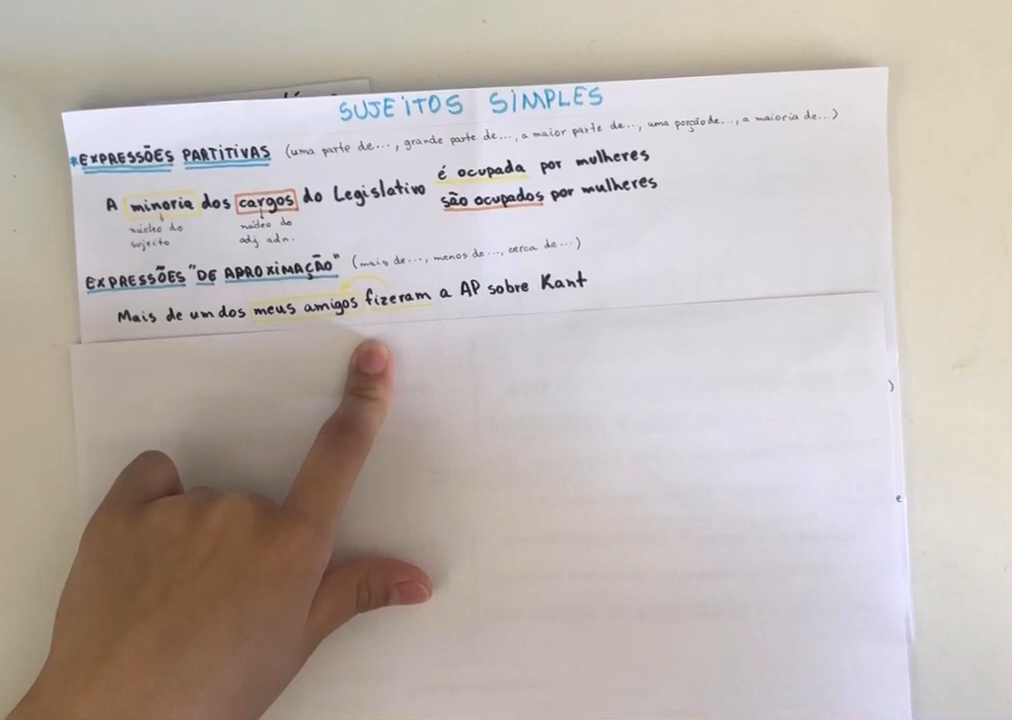 SUJEITOS SIMPLES
*EXPRESSÕES PARTITIVAS (uma parte de..., grande parte de..., a maior parte de..., uma porção de..., a maioria de...)
A minoria dos cargos do Legislativo é ocupada por mulheres
são ocupados por mulheres
núcleo do sujeito
núcleo do adj. adn.
EXPRESSÕES "DE APROXIMAÇÃO" (mais de..., menos de..., cerca de...)
Mais de um dos meus amigos fizeram a AP sobre Kant
)
e